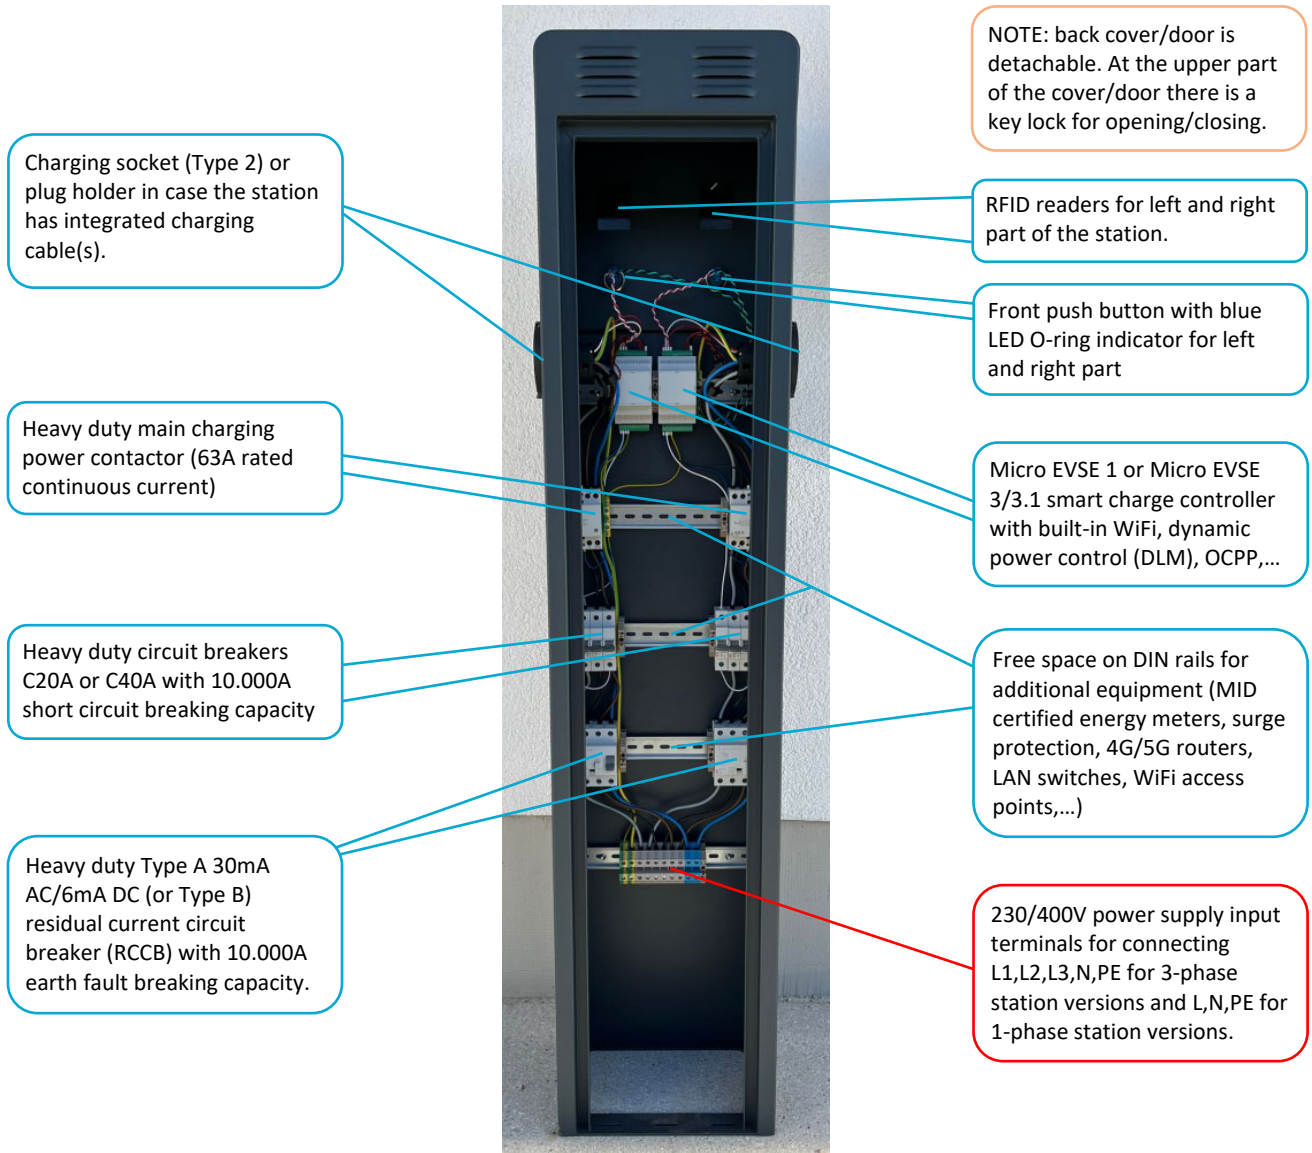 NOTE: back cover/door is
detachable. At the upper part
of the cover/door there is a
key lock for opening/closing.
Charging socket (Type 2) or
plug holder in case the station
has integrated charging
cable(s).
RFID readers for left and right
part of the station.
Front push button with blue
LED O-ring indicator for left
and right part
Heavy duty main charging
power contactor (63A rated
continuous current)
Micro EVSE 1 or Micro EVSE
3/3.1 smart charge controller
with built-in WiFi, dynamic
power control (DLM), OCPP,...
Heavy duty circuit breakers
C20A or C40A with 10.000A
short circuit breaking capacity
Free space on DIN rails for
additional equipment (MID
certified energy meters, surge
protection, 4G/5G routers,
LAN switches, WiFi access
points,...)
Heavy duty Type A 30mA
AC/6mA DC (or Type B)
residual current circuit
breaker (RCCB) with 10.000A
earth fault breaking capacity.
230/400V power supply input
terminals for connecting
L1,L2,L3,N,PE for 3-phase
station versions and L,N,PE for
1-phase station versions.